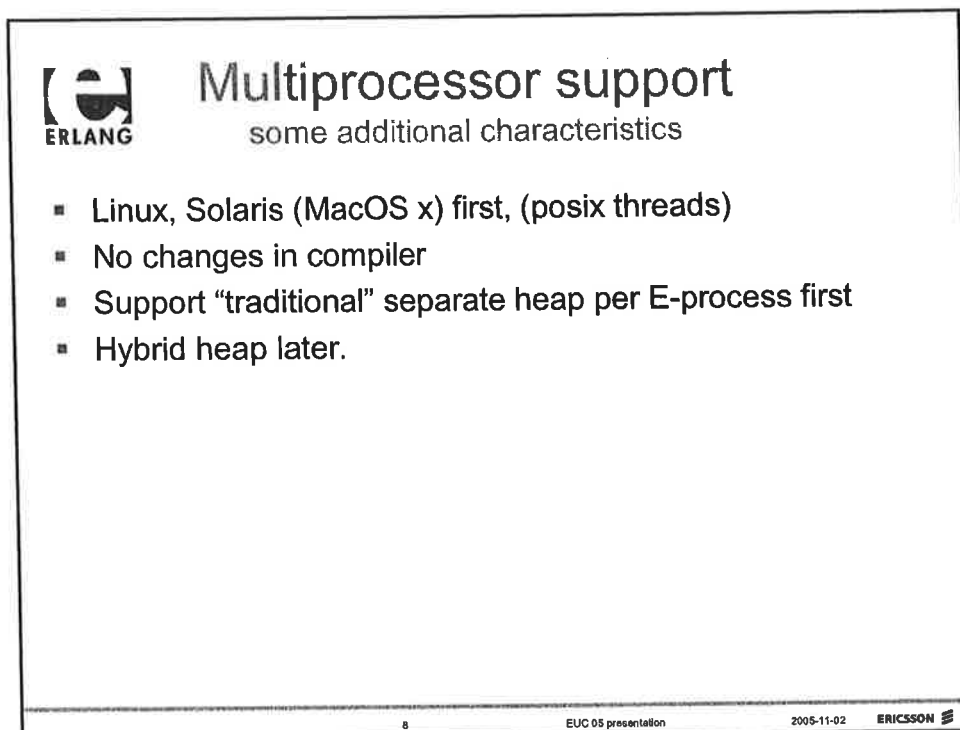 ERLANG
Multiprocessor support
some additional characteristics
▪ Linux, Solaris (MacOS x) first, (posix threads)
▪ No changes in compiler
▪ Support “traditional” separate heap per E-process first
▪ Hybrid heap later.
8 EUC 05 presentation 2005-11-02 ERICSSON